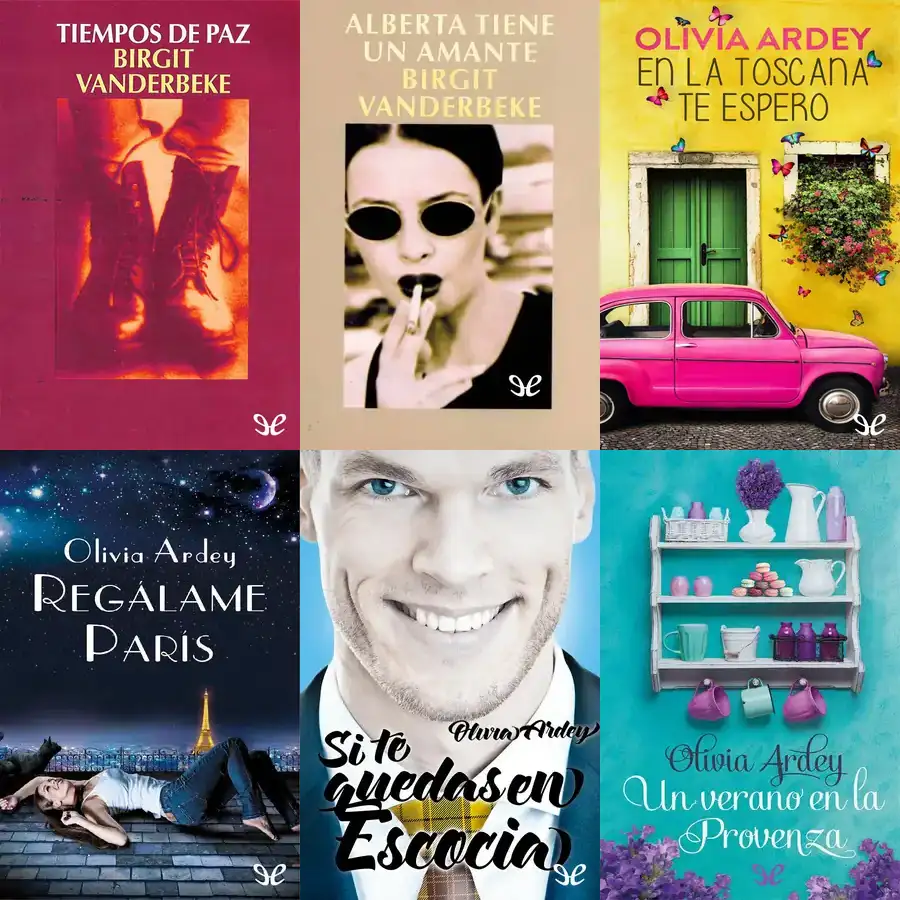 TIEMPOS DE PAZ
BIRGIT
VANDERBEKE
ALBERTA TIENE
UN AMANTE
BIRGIT
VANDERBEKE
OLIVIA ARDEY
EN LA TOSCANA
TE ESPERO
Olivia Ardey
REGÁLAME
PARÍS
Olivia Ardey
Si te
quedas en
Escocia
Olivia Ardey
Un verano en la
Provenza